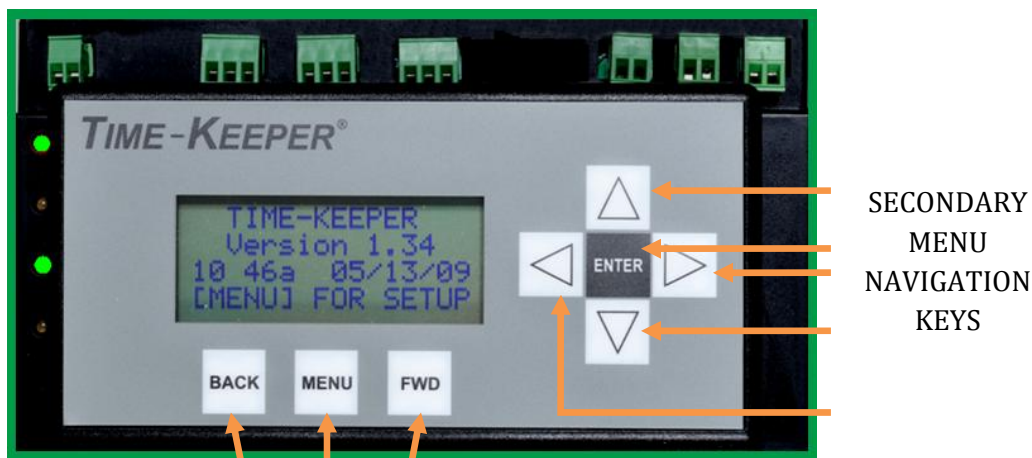 TIME-KEEPER®
TIME-KEEPER
Version 1.34
10 46a 05/13/09
[MENU] FOR SETUP
ENTER
BACK MENU FWD
SECONDARY
MENU
NAVIGATION
KEYS